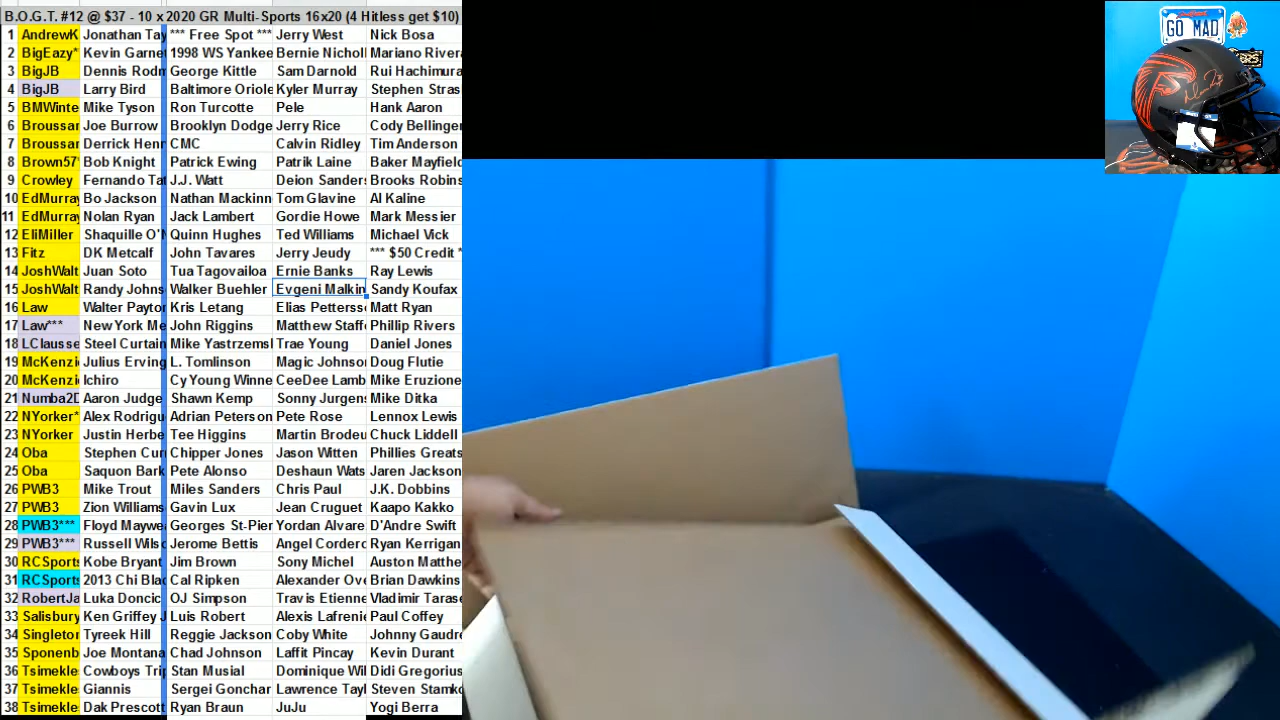 B.O.G.T. #12 @ $37 - 10 x 2020 GR Multi-Sports 16x20 (4 Hitless get $10)
1 AndrewK Jonathan Tay *** Free Spot *** Jerry West Nick Bosa
2 BigEazy* Kevin Garne 1998 WS Yankee Bernie Nicholl Mariano Rivera
3 BigJB Dennis Rodm George Kittle Sam Darnold Rui Hachimura
4 BigJB Larry Bird Baltimore Oriole Kyler Murray Stephen Stras
5 BMWinte Mike Tyson Ron Turcotte Pele Hank Aaron
6 Broussar Joe Burrow Brooklyn Dodge Jerry Rice Cody Bellinger
7 Broussar Derrick Henr CMC Calvin Ridley Tim Anderson
8 Brown57* Bob Knight Patrick Ewing Patrik Laine Baker Mayfield
9 Crowley Fernando Tat J.J. Watt Deion Sanders Brooks Robins
10 EdMurray Bo Jackson Nathan Mackinn Tom Glavine Al Kaline
11 EdMurray Nolan Ryan Jack Lambert Gordie Howe Mark Messier
12 EliMiller Shaquille O'N Quinn Hughes Ted Williams Michael Vick
13 Fitz DK Metcalf John Tavares Jerry Jeudy *** $50 Credit *
14 JoshWalt Juan Soto Tua Tagovailoa Ernie Banks Ray Lewis
15 JoshWalt Randy Johns Walker Buehler Evgeni Malkin Sandy Koufax
16 Law Walter Payto Kris Letang Elias Petterss Matt Ryan
17 Law*** New York Me John Riggins Matthew Staff Phillip Rivers
18 LClausse Steel Curtain Mike Yastrzems Trae Young Daniel Jones
19 McKenzi Julius Erving L. Tomlinson Magic Johnso Doug Flutie
20 McKenzi Ichiro Cy Young Winne CeeDee Lamb Mike Eruzione
21 Numba2D Aaron Judge Shawn Kemp Sonny Jurgens Mike Ditka
22 NYorker* Alex Rodrigu Adrian Peterson Pete Rose Lennox Lewis
23 NYorker Justin Herbe Tee Higgins Martin Brodeu Chuck Liddell
24 Oba Stephen Cur Chipper Jones Jason Witten Phillies Greats
25 Oba Saquon Bark Pete Alonso Deshaun Wats Jaren Jackson
26 PWB3 Mike Trout Miles Sanders Chris Paul J.K. Dobbins
27 PWB3 Zion Williams Gavin Lux Jean Cruguet Kaapo Kakko
28 PWB3*** Floyd Maywea Georges St-Pier Yordan Alvare D'Andre Swift
29 PWB3*** Russell Wilso Jerome Bettis Angel Cordero Ryan Kerrigan
30 RCSports Kobe Bryant Jim Brown Sony Michel Auston Matthe
31 RCSports 2013 Chi Blac Cal Ripken Alexander Ove Brian Dawkins
32 RobertJa Luka Doncic OJ Simpson Travis Etienne Vladimir Tarase
33 Salisbury Ken Griffey J Luis Robert Alexis Lafrenie Paul Coffey
34 Singleton Tyreek Hill Reggie Jackson Coby White Johnny Gaudre
35 Sponenb Joe Montana Chad Johnson Laffit Pincay Kevin Durant
36 Tsimekle Cowboys Trip Stan Musial Dominique Wil Didi Gregorius
37 Tsimekle Giannis Sergei Gonchar Lawrence Tayl Steven Stamko
38 Tsimekle Dak Prescott Ryan Braun JuJu Yogi Berra
GO MAD